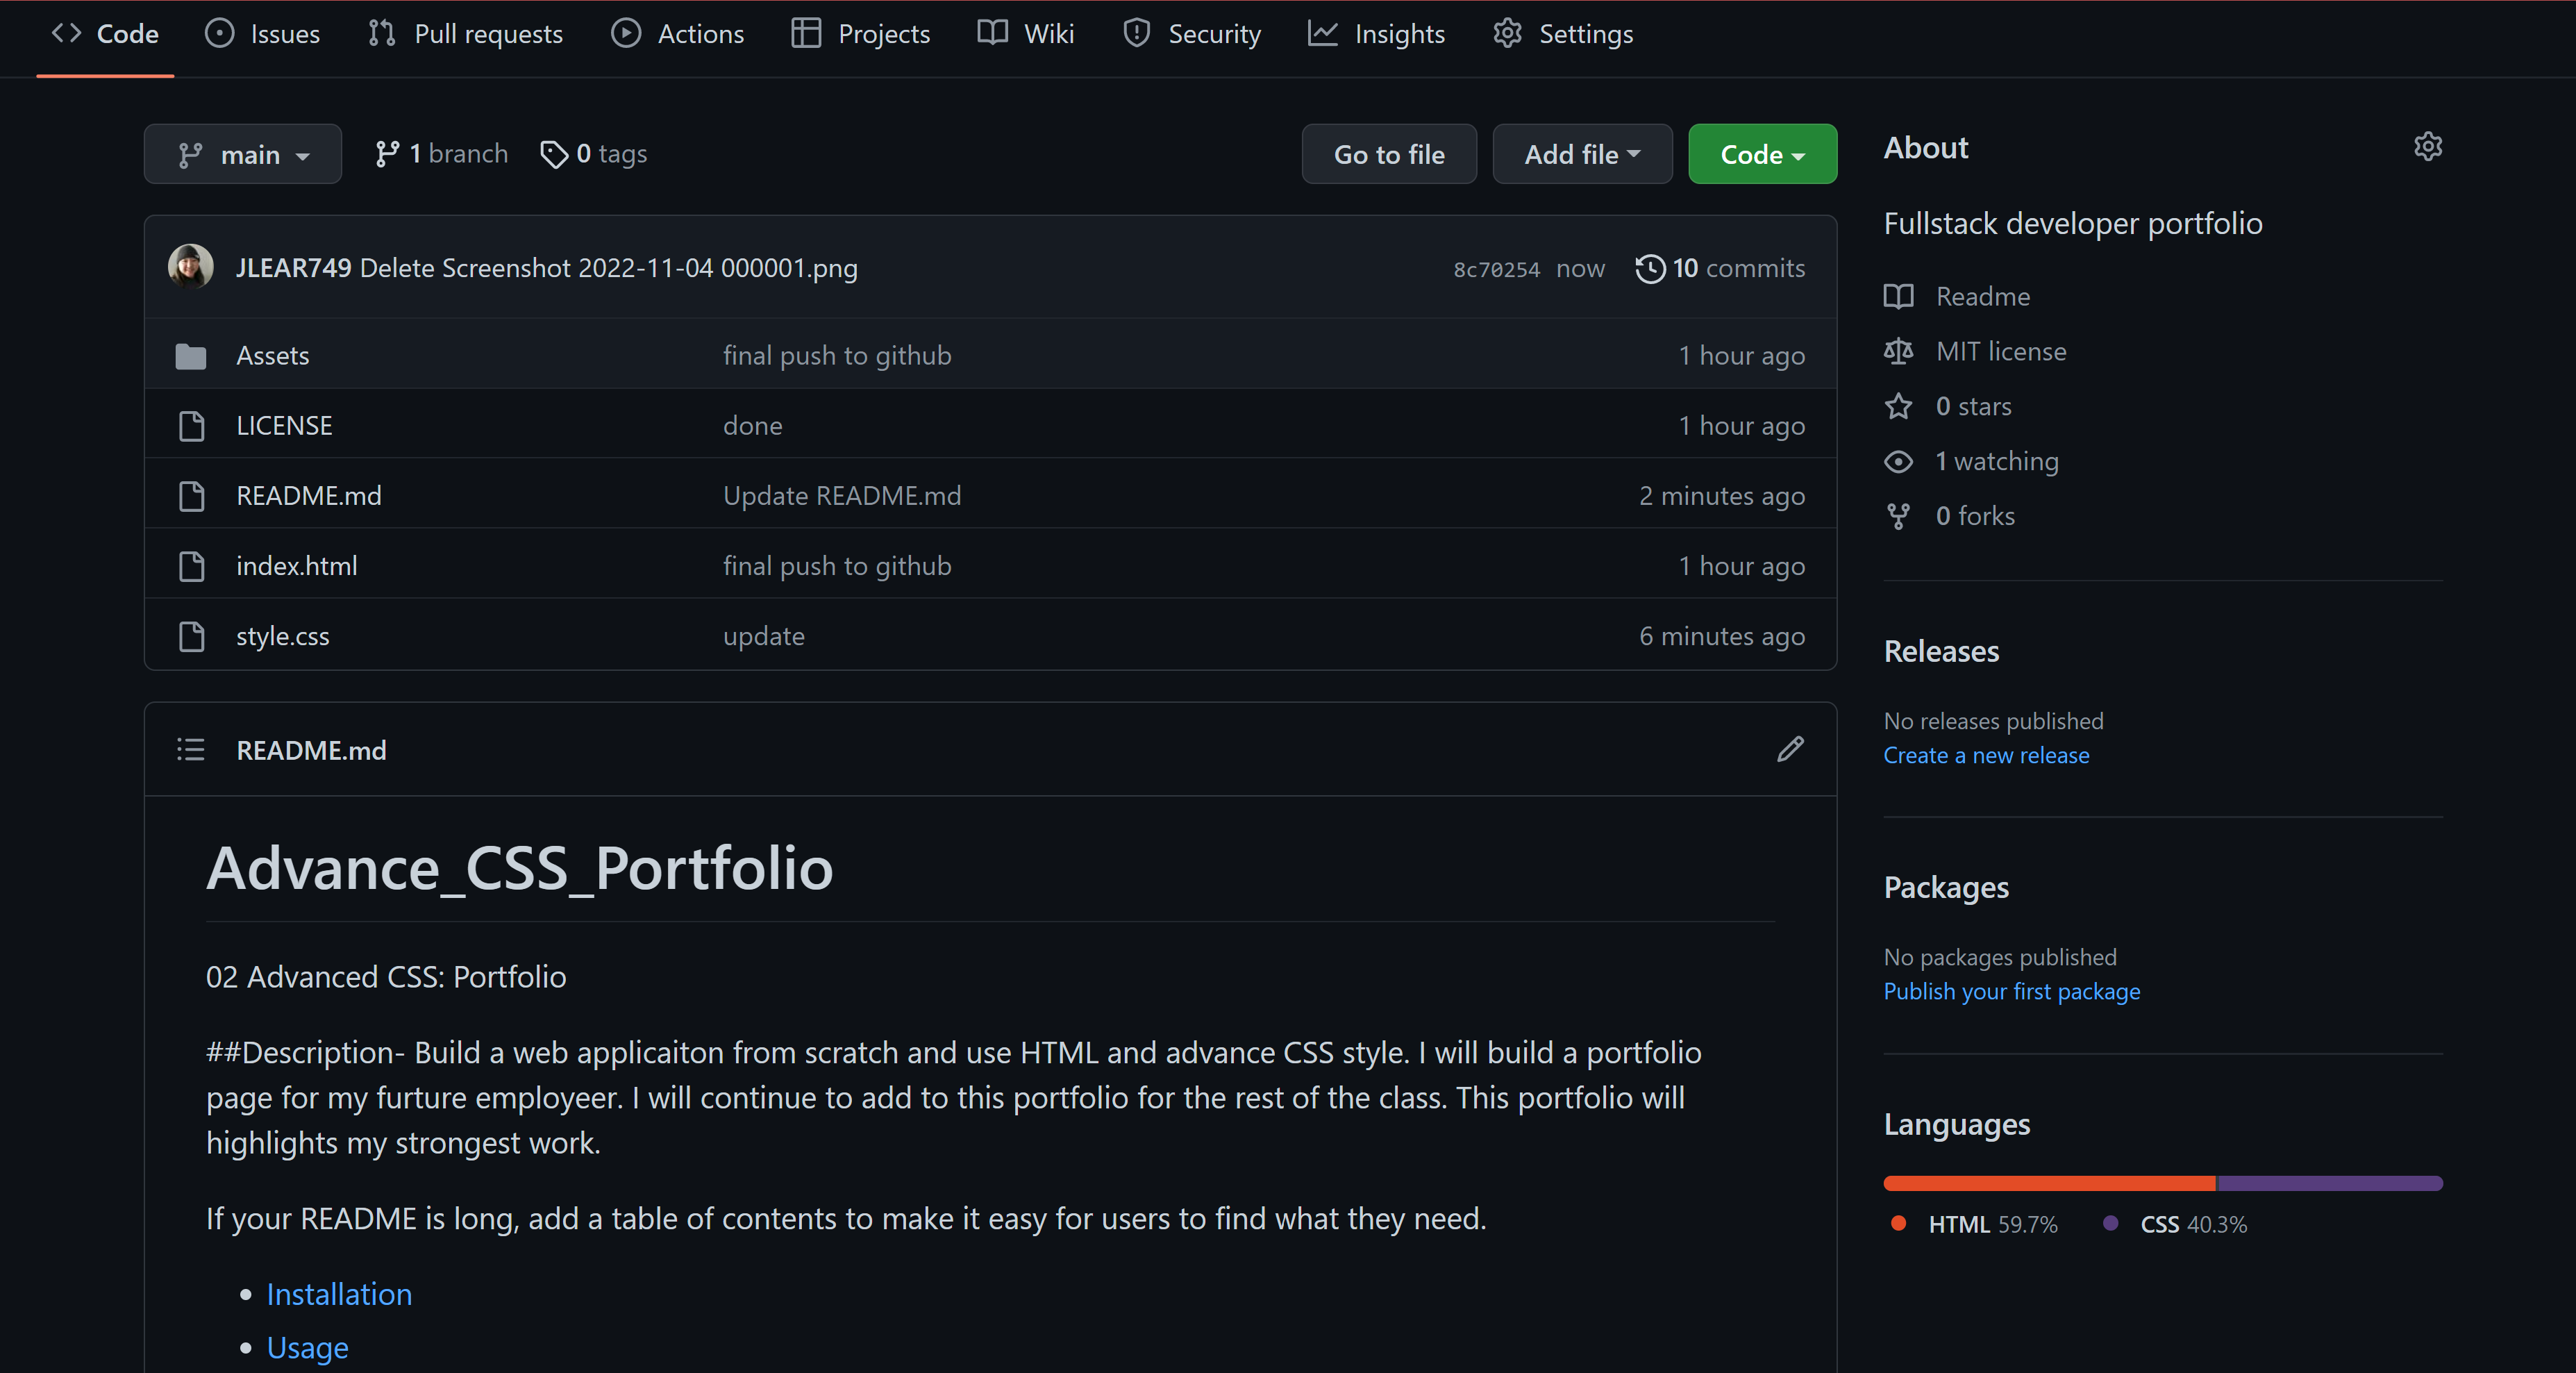 Code Issues Pull requests Actions Projects Wiki Security Insights Settings
main 1 branch 0 tags Go to file Add file Code
JLEAR749 Delete Screenshot 2022-11-04 000001.png 8c70254 now 10 commits
Assets final push to github 1 hour ago
LICENSE done 1 hour ago
README.md Update README.md 2 minutes ago
index.html final push to github 1 hour ago
style.css update 6 minutes ago
README.md
Advance_CSS_Portfolio
02 Advanced CSS: Portfolio
##Description- Build a web applicaiton from scratch and use HTML and advance CSS style. I will build a portfolio
page for my furture employeer. I will continue to add to this portfolio for the rest of the class. This portfolio will
highlights my strongest work.
If your README is long, add a table of contents to make it easy for users to find what they need.
Installation
Usage
About
Fullstack developer portfolio
Readme
MIT license
0 stars
1 watching
0 forks
Releases
No releases published
Create a new release
Packages
No packages published
Publish your first package
Languages
HTML 59.7% CSS 40.3%